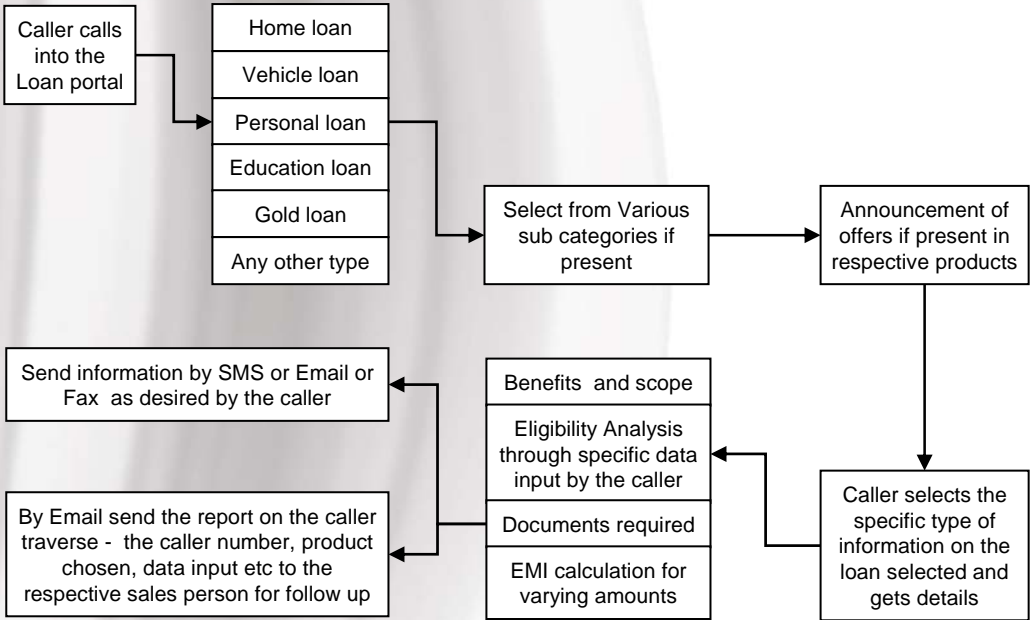 Caller calls
into the
Loan portal
Home loan
Vehicle loan
Personal loan
Education loan
Gold loan
Any other type
Select from Various
sub categories if
present
Announcement of
offers if present in
respective products
Caller selects the
specific type of
information on the
loan selected and
gets details
Benefits and scope
Eligibility Analysis
through specific data
input by the caller
Documents required
EMI calculation for
varying amounts
Send information by SMS or Email or
Fax as desired by the caller
By Email send the report on the caller
traverse - the caller number, product
chosen, data input etc to the
respective sales person for follow up